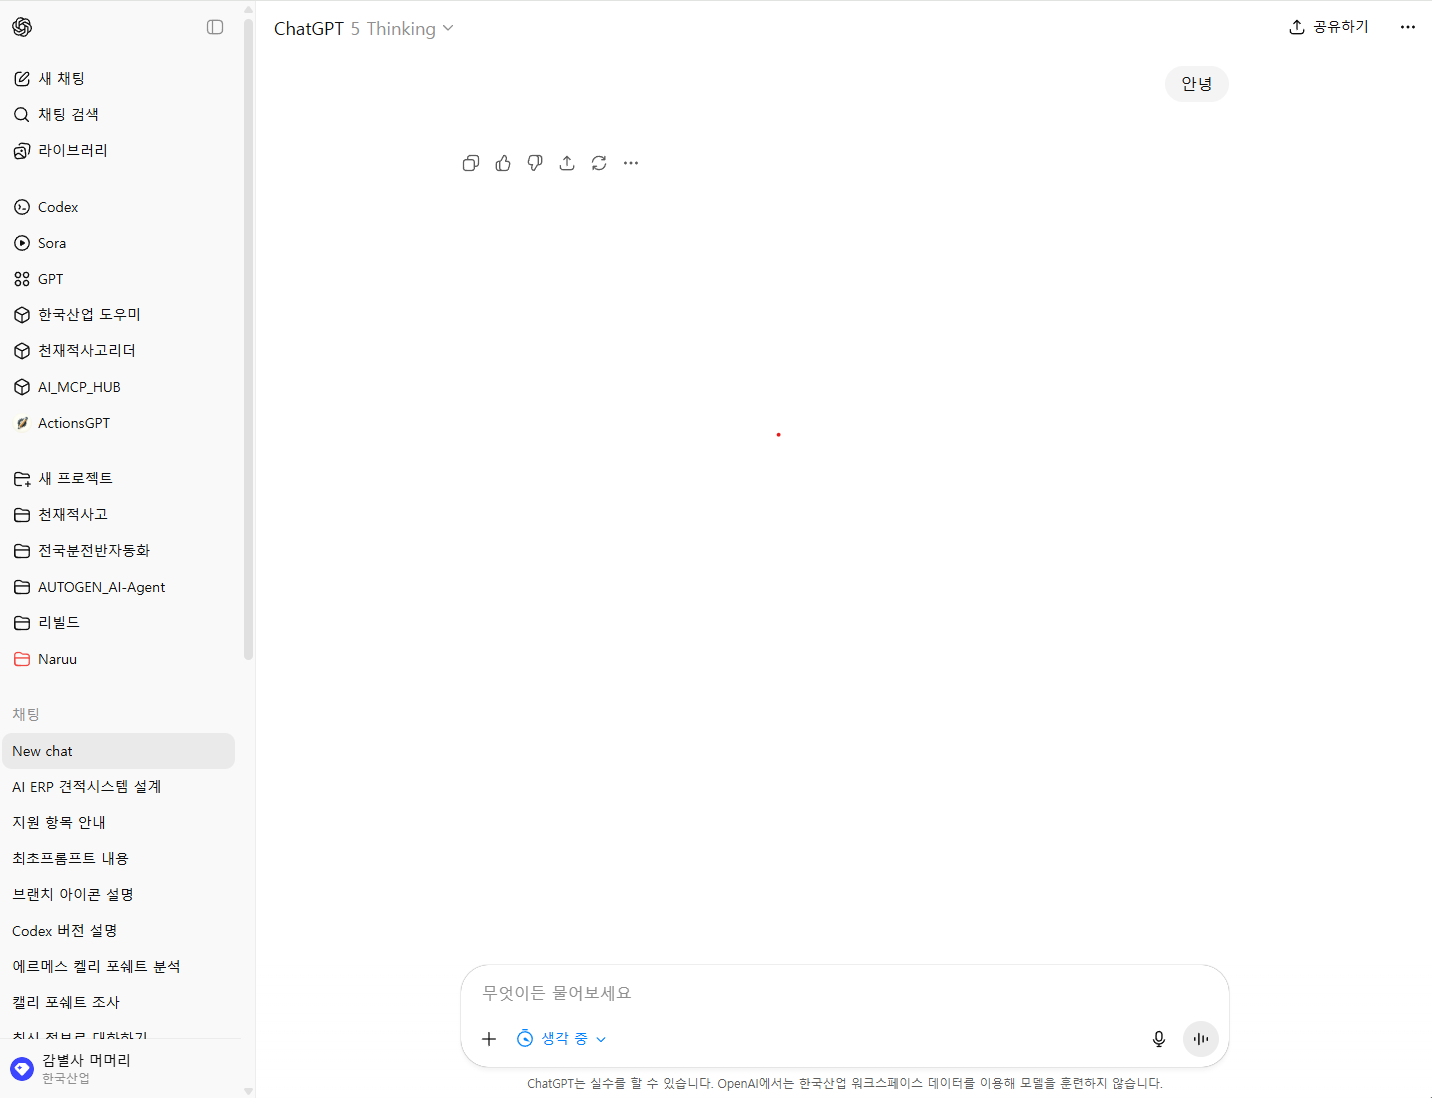 새 채팅
채팅 검색
라이브러리
Codex
Sora
GPT
한국산업 도우미
천재적사고리더
AI_MCP_HUB
ActionsGPT
새 프로젝트
천재적사고
전국분전반자동화
AUTOGEN_AI-Agent
리빌드
Naruu
채팅
New chat
AI ERP 견적시스템 설계
지원 항목 안내
최초프롬프트 내용
브랜치 아이콘 설명
Codex 버전 설명
에르메스 켈리 포쉐트 분석
캘리 포쉐트 조사
최신 정보로 대화하기
감별사 머머리
한국산업
ChatGPT 5 Thinking
공유하기
안녕
무엇이든 물어보세요
생각 중
ChatGPT는 실수를 할 수 있습니다. OpenAI에서는 한국산업 워크스페이스 데이터를 이용해 모델을 훈련하지 않습니다.